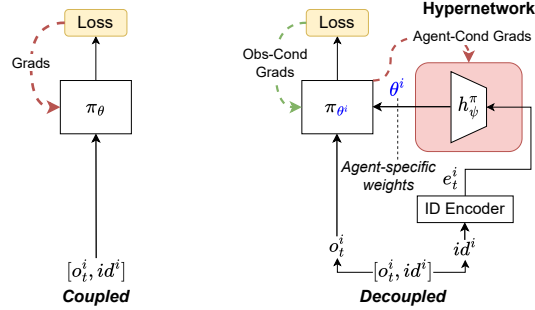 Loss
Grads
π_θ
[o_t^i, id^i]
Coupled
Hypernetwork
Loss
Agent-Cond Grads
Obs-Cond
Grads
θ^i
π_{θ^i}
h_ψ^π
Agent-specific
weights
e_t^i
ID Encoder
o_t^i
id^i
[o_t^i, id^i]
Decoupled